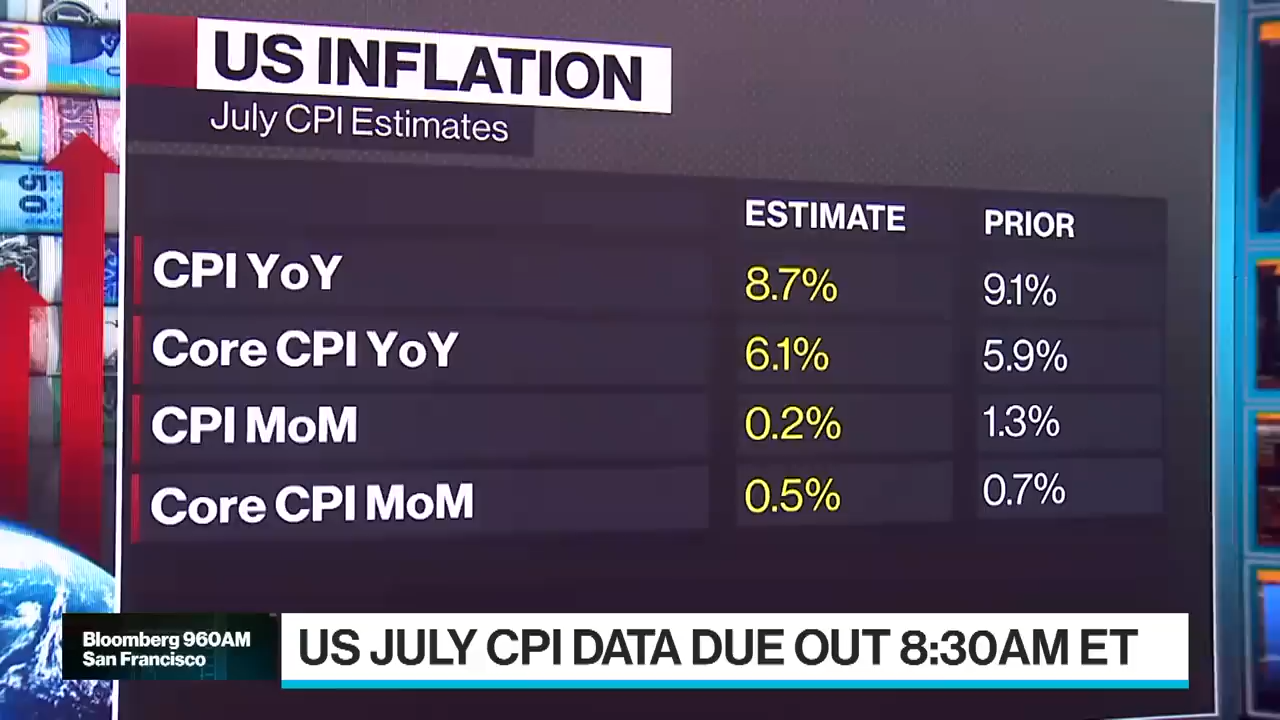 US INFLATION
July CPI Estimates
ESTIMATE PRIOR
CPI YoY 8.7% 9.1%
Core CPI YoY 6.1% 5.9%
CPI MoM 0.2% 1.3%
Core CPI MoM 0.5% 0.7%
100
50
Bloomberg 960AM
San Francisco
US JULY CPI DATA DUE OUT 8:30AM ET